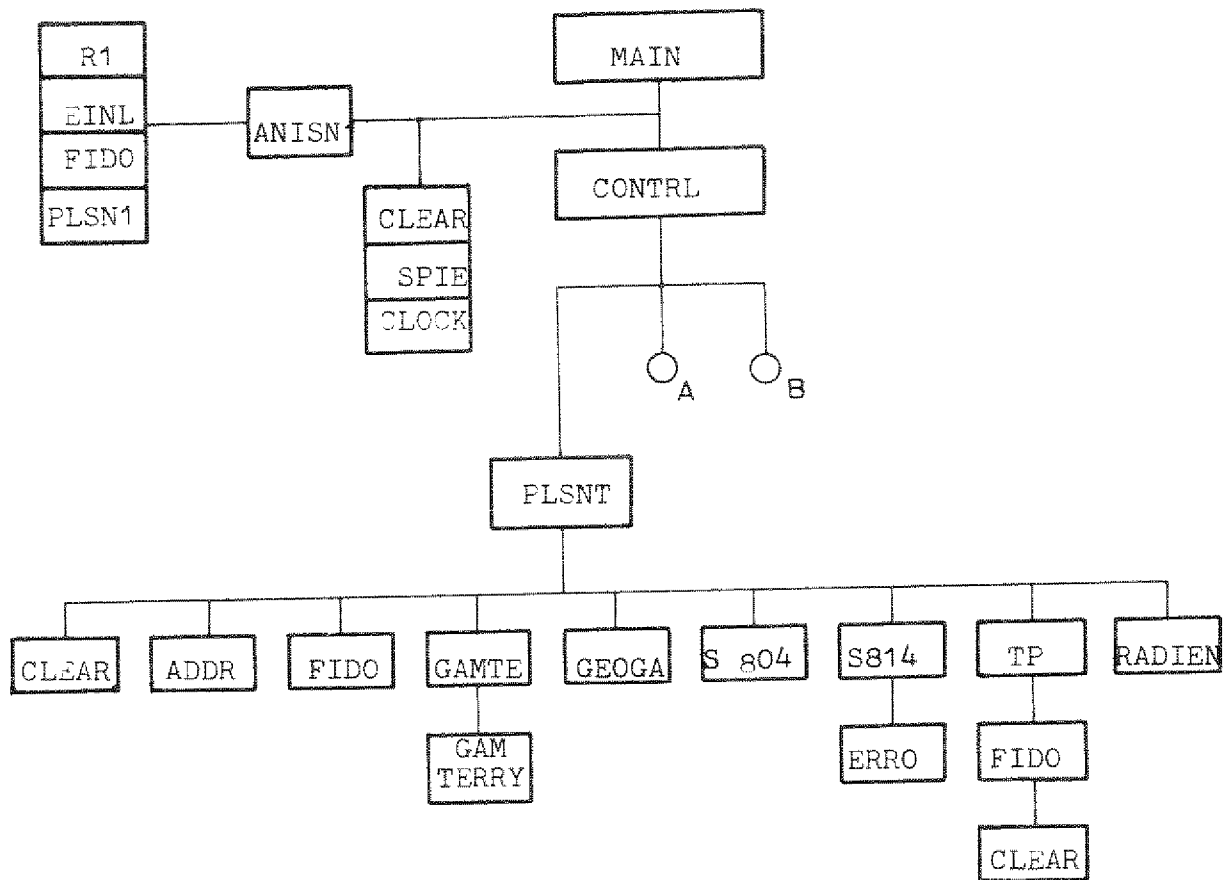 R1
EINL
FIDO
PLSN1
ANISN
MAIN
CLEAR
SPIE
CLOCK
CONTRL
A
B
PLSNT
CLEAR
ADDR
FIDO
GAMTE
GEOGA
S 804
S814
TP
RADIEN
GAM
TERRY
ERRO
FIDO
CLEAR